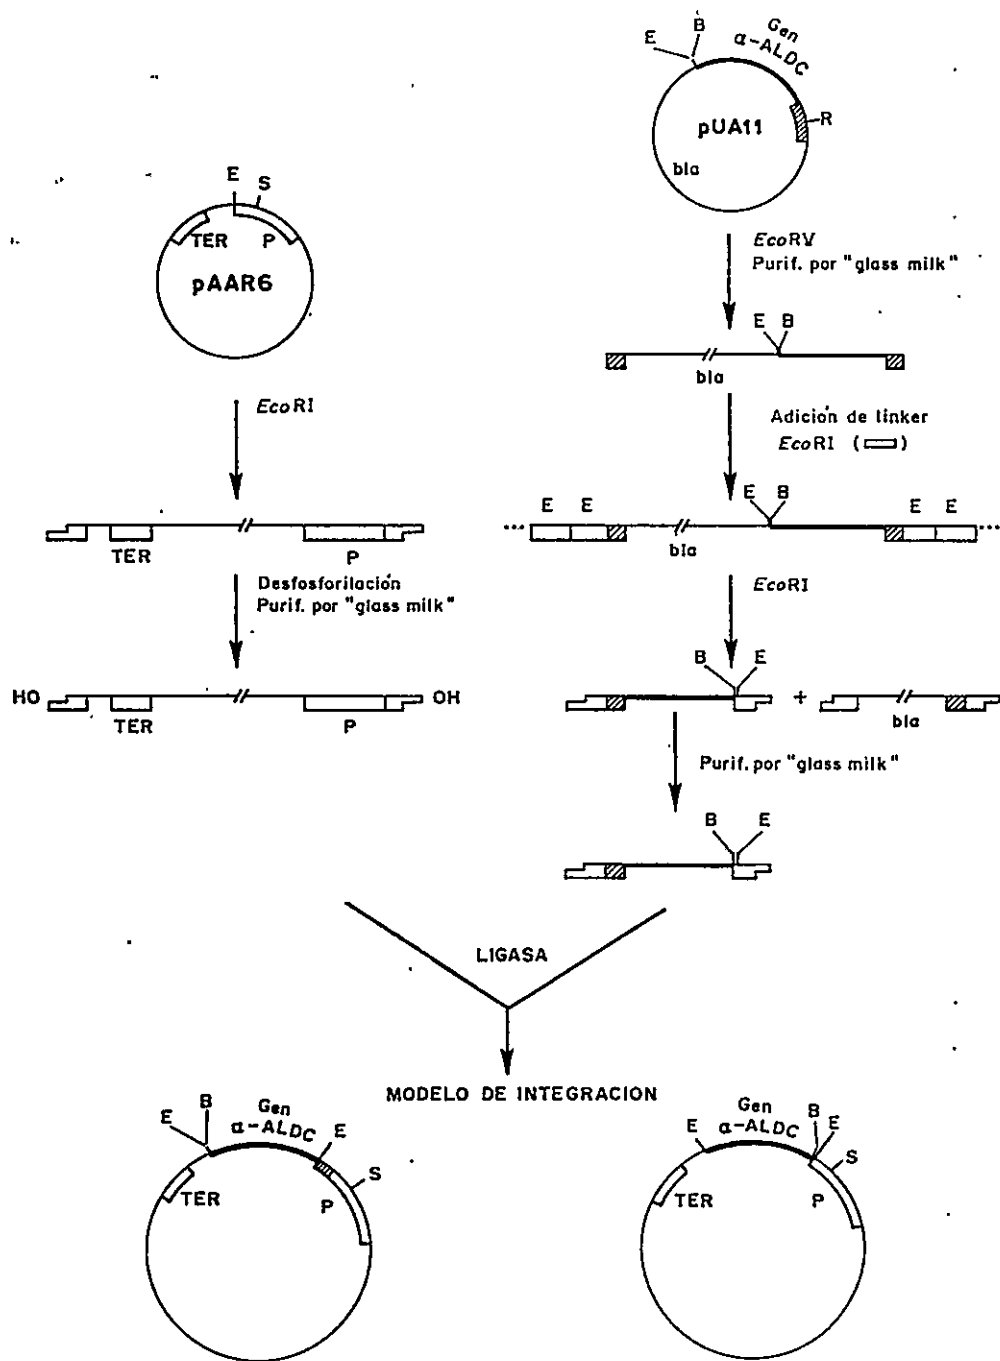 E B Gen
α-ALDC
pUA11
R
bla
E S
TER P
pAAR6
EcoRV
Purif. por "glass milk"
E B
bla
EcoRI
Adición de linker
EcoRI ( )
E B
E E E E
bla
TER P
Desfosforilación
Purif. por "glass milk"
EcoRI
B E
HO OH
TER P
+
bla
Purif. por "glass milk"
B E
LIGASA
MODELO DE INTEGRACION
E B Gen
α-ALDC E
S
TER P
E Gen
α-ALDC B E
S
TER P